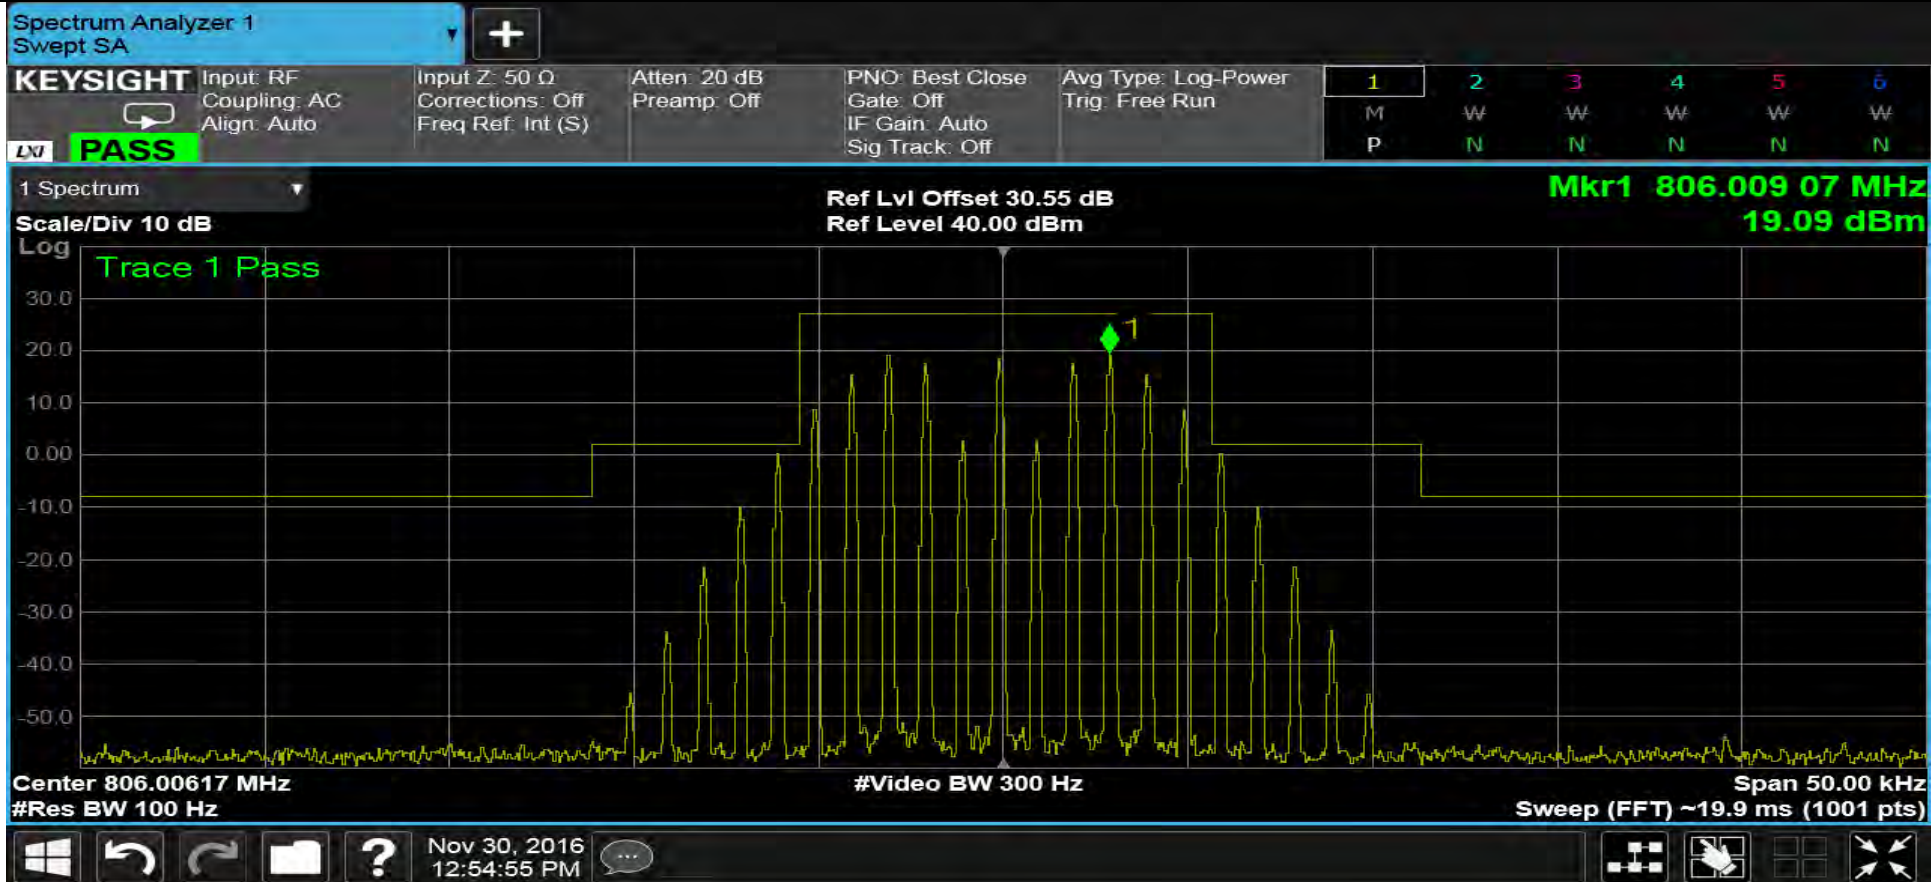 Spectrum Analyzer 1
Swept SA
KEYSIGHT
LXI
PASS
Input: RF
Coupling: AC
Align: Auto
Input Z: 50 Ω
Corrections: Off
Freq Ref: Int (S)
Atten: 20 dB
Preamp: Off
PNO: Best Close
Gate: Off
IF Gain: Auto
Sig Track: Off
Avg Type: Log-Power
Trig: Free Run
1 2 3 4 5 6
M W W W W W
P N N N N N
1 Spectrum
Scale/Div 10 dB
Ref Lvl Offset 30.55 dB
Ref Level 40.00 dBm
Mkr1 806.009 07 MHz
19.09 dBm
Log
Trace 1 Pass
30.0
1
20.0
10.0
0.00
-10.0
-20.0
-30.0
-40.0
-50.0
Center 806.00617 MHz
#Video BW 300 Hz
Span 50.00 kHz
#Res BW 100 Hz
Sweep (FFT) ~19.9 ms (1001 pts)
?
Nov 30, 2016
12:54:55 PM